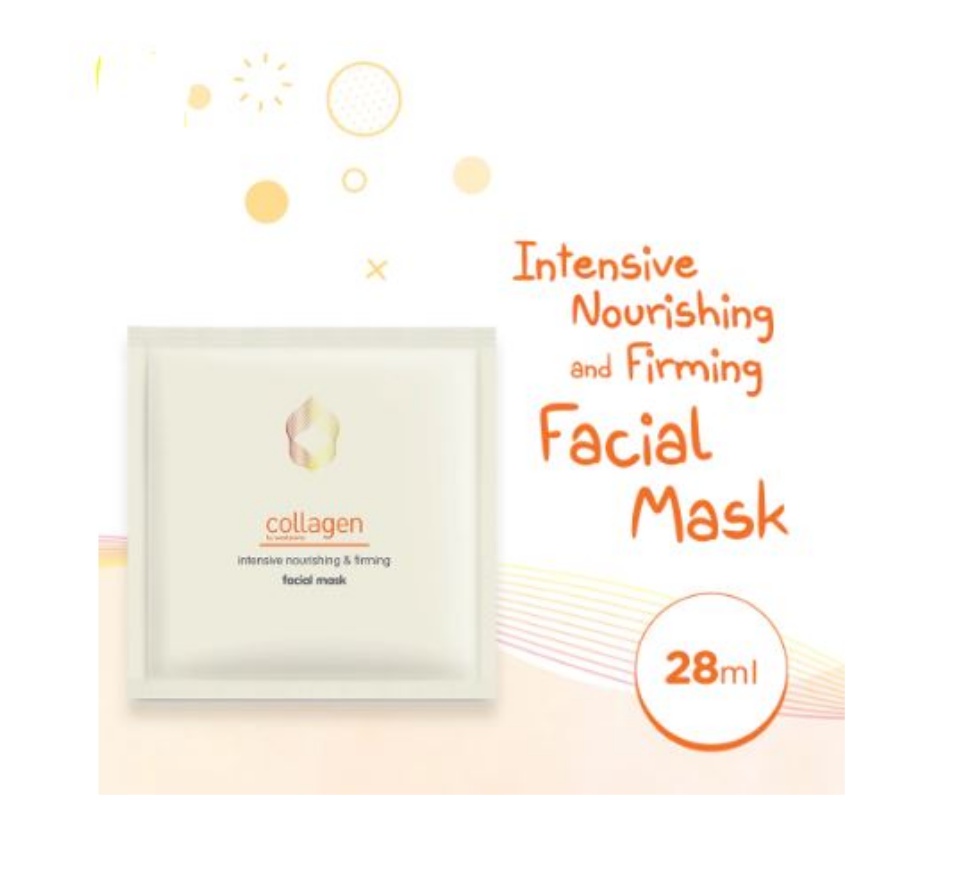 Intensive
Nourishing
and Firming
Facial
Mask
collagen
intensive nourishing & firming
facial mask
28ml